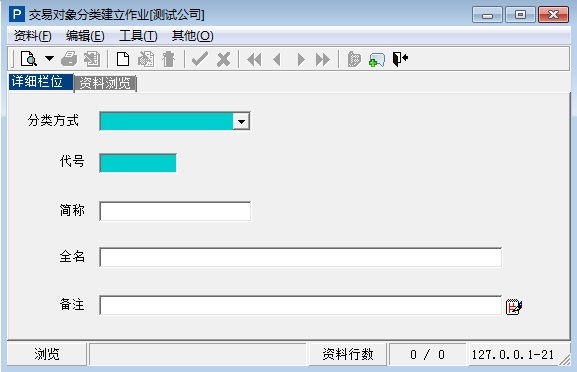 P 交易对象分类建立作业[测试公司]
资料(F) 编辑(E) 工具(T) 其他(O)
详细栏位 资料浏览
分类方式
代号
简称
全名
备注
浏览 资料行数 0 / 0 127.0.0.1-21